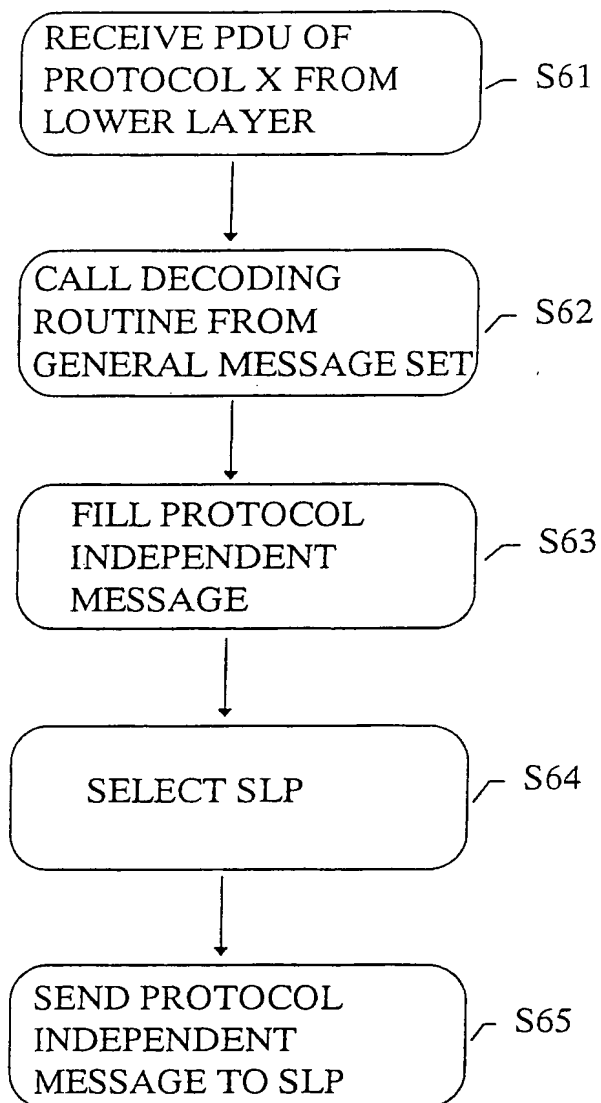 RECEIVE PDU OF
PROTOCOL X FROM
LOWER LAYER
S61
CALL DECODING
ROUTINE FROM
GENERAL MESSAGE SET
S62
FILL PROTOCOL
INDEPENDENT
MESSAGE
S63
SELECT SLP
S64
SEND PROTOCOL
INDEPENDENT
MESSAGE TO SLP
S65